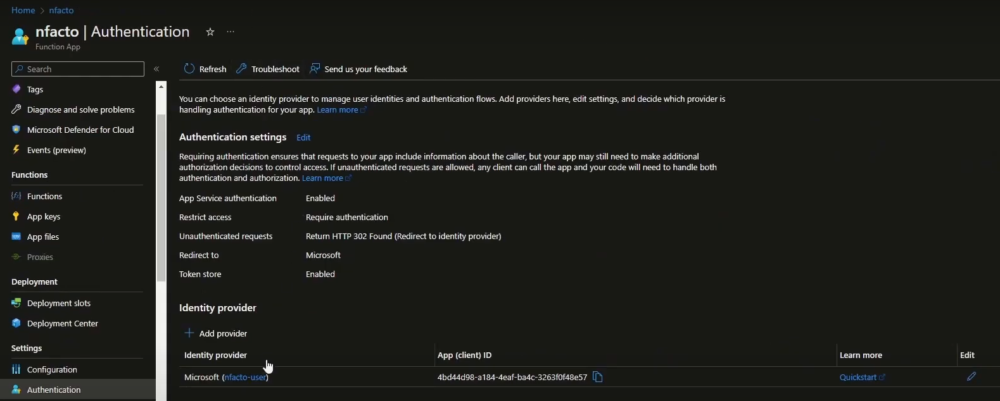 Home > nfacto
nfacto | Authentication
Function App
Search
Refresh
Troubleshoot
Send us your feedback
Tags
Diagnose and solve problems
Microsoft Defender for Cloud
Events (preview)
Functions
Functions
App keys
App files
Proxies
Deployment
Deployment slots
Deployment Center
Settings
Configuration
Authentication
You can choose an identity provider to manage user identities and authentication flows. Add providers here, edit settings, and decide which provider is
handling authentication for your app. Learn more
Authentication settings Edit
Requiring authentication ensures that requests to your app include information about the caller, but your app may still need to make additional
authorization decisions to control access. If unauthenticated requests are allowed, any client can call the app and your code will need to handle both
authentication and authorization. Learn more
App Service authentication Enabled
Restrict access Require authentication
Unauthenticated requests Return HTTP 302 Found (Redirect to identity provider)
Redirect to Microsoft
Token store Enabled
Identity provider
Add provider
Identity provider App (client) ID Learn more Edit
Microsoft (nfacto-user) 4bd44d98-a184-4eaf-ba4c-3263f0f48e57 Quickstart